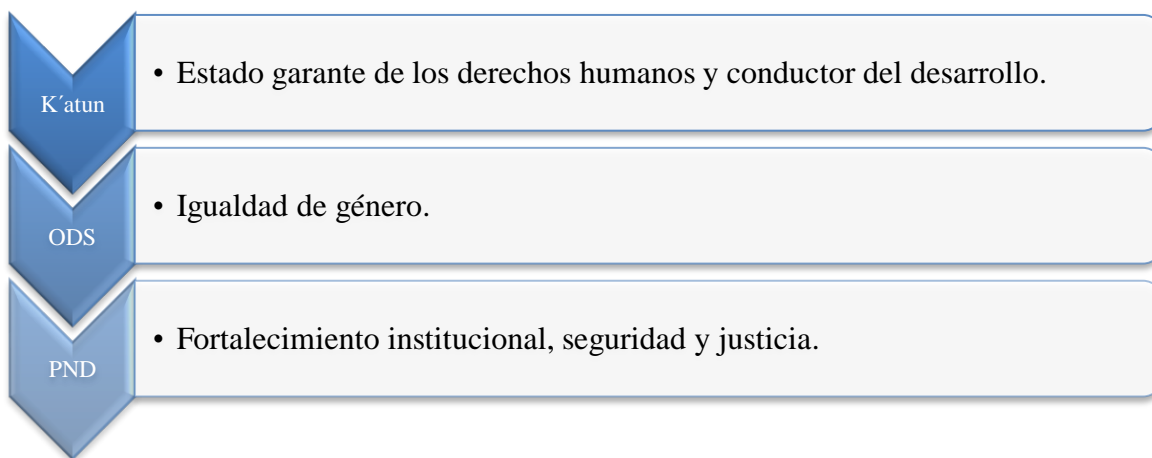 K´atun
• Estado garante de los derechos humanos y conductor del desarrollo.
ODS
• Igualdad de género.
PND
• Fortalecimiento institucional, seguridad y justicia.